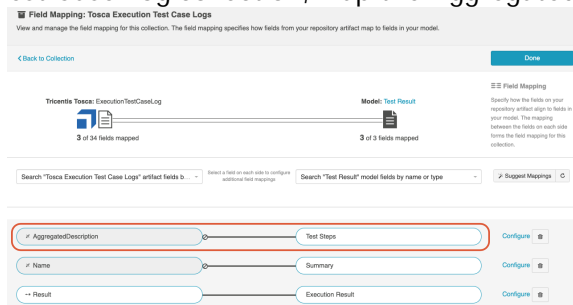 Field Mapping: Tosca Execution Test Case Logs
View and manage the field mapping for this connection. The field mapping specifies how fields from your repository artifact map to fields in your model.
Back to Collection
Done
Field Mapping
Specify how the fields on your
repository artifact align to fields in
your model. The mapping
between the fields on each side
forms the field mapping for this
collection.
Tricentis Tosca: ExecutionTestCaseLog
Model: Test Result
3 of 34 fields mapped
3 of 3 fields mapped
Search "Tosca Execution Test Case Logs" artifact fields b...
Select a field on each side to configure
additional field mappings.
Search "Test Result" model fields by name or type
Suggest Mappings
AggregatedDescription
Test Steps
Configure
Name
Summary
Configure
Result
Execution Result
Configure